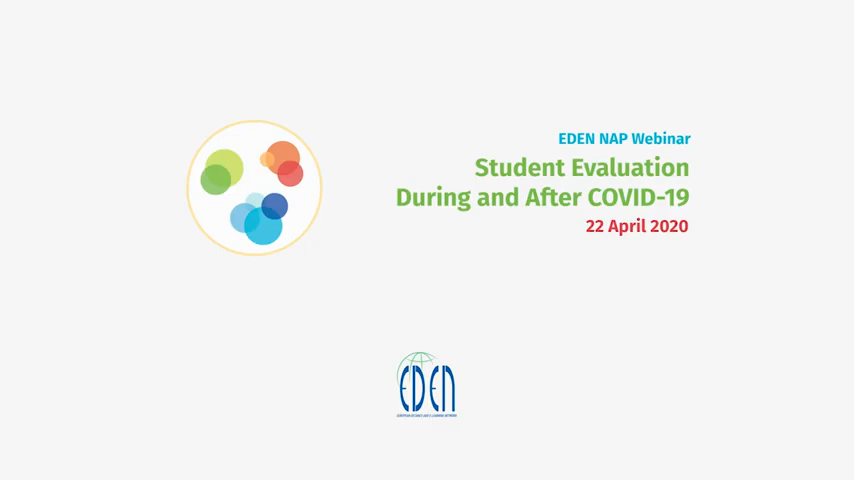 EDEN NAP Webinar
Student Evaluation
During and After COVID-19
22 April 2020
EDEN